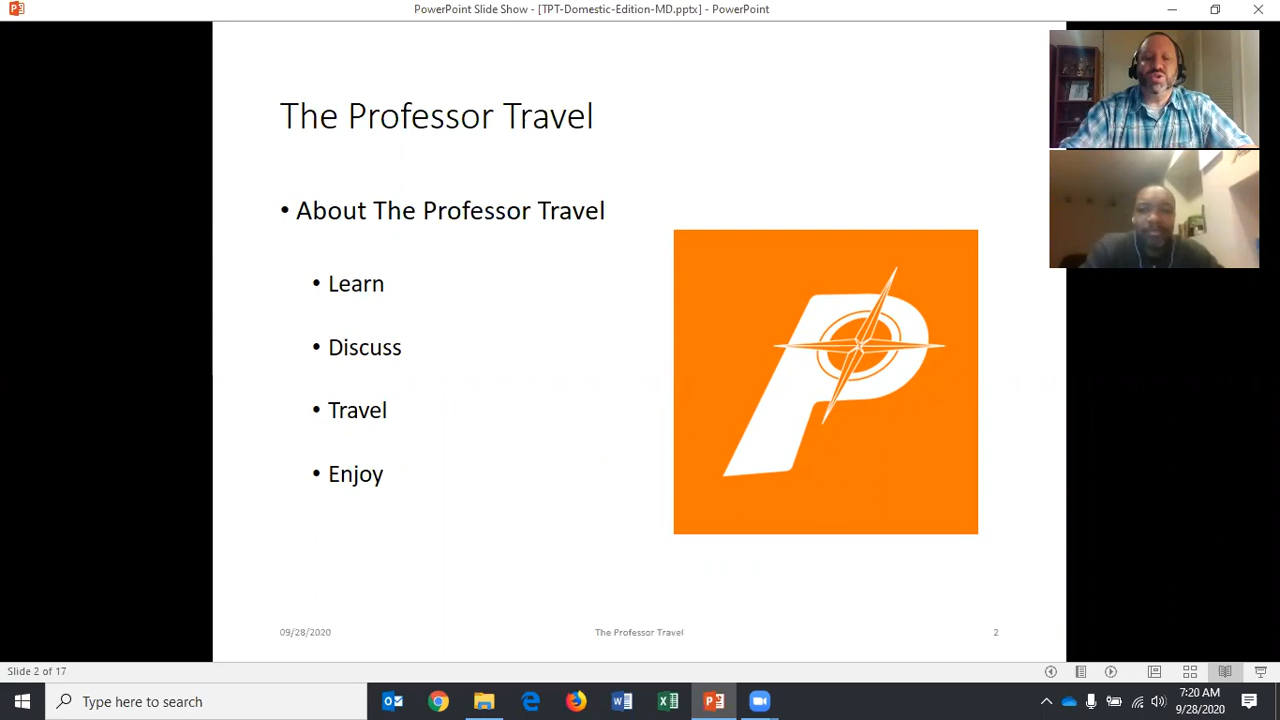 PowerPoint Slide Show - [TPT-Domestic-Edition-MD.pptx] - PowerPoint
The Professor Travel
• About The Professor Travel
• Learn
• Discuss
• Travel
• Enjoy
P
09/28/2020
The Professor Travel
2
Slide 2 of 17
Type here to search
7:20 AM
9/28/2020